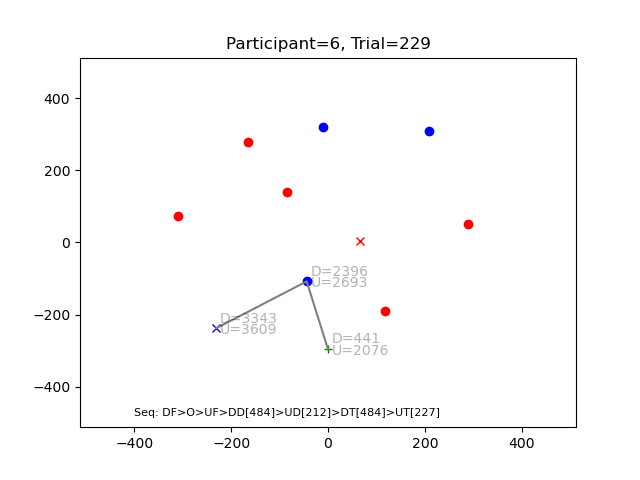 Participant=6, Trial=229
400
200
0
−200
−400
D=2396
U=2693
D=3343
U=3609
D=441
U=2076
Seq: DF>O>UF>DD[484]>UD[212]>DT[484]>UT[227]
−400 −200 0 200 400